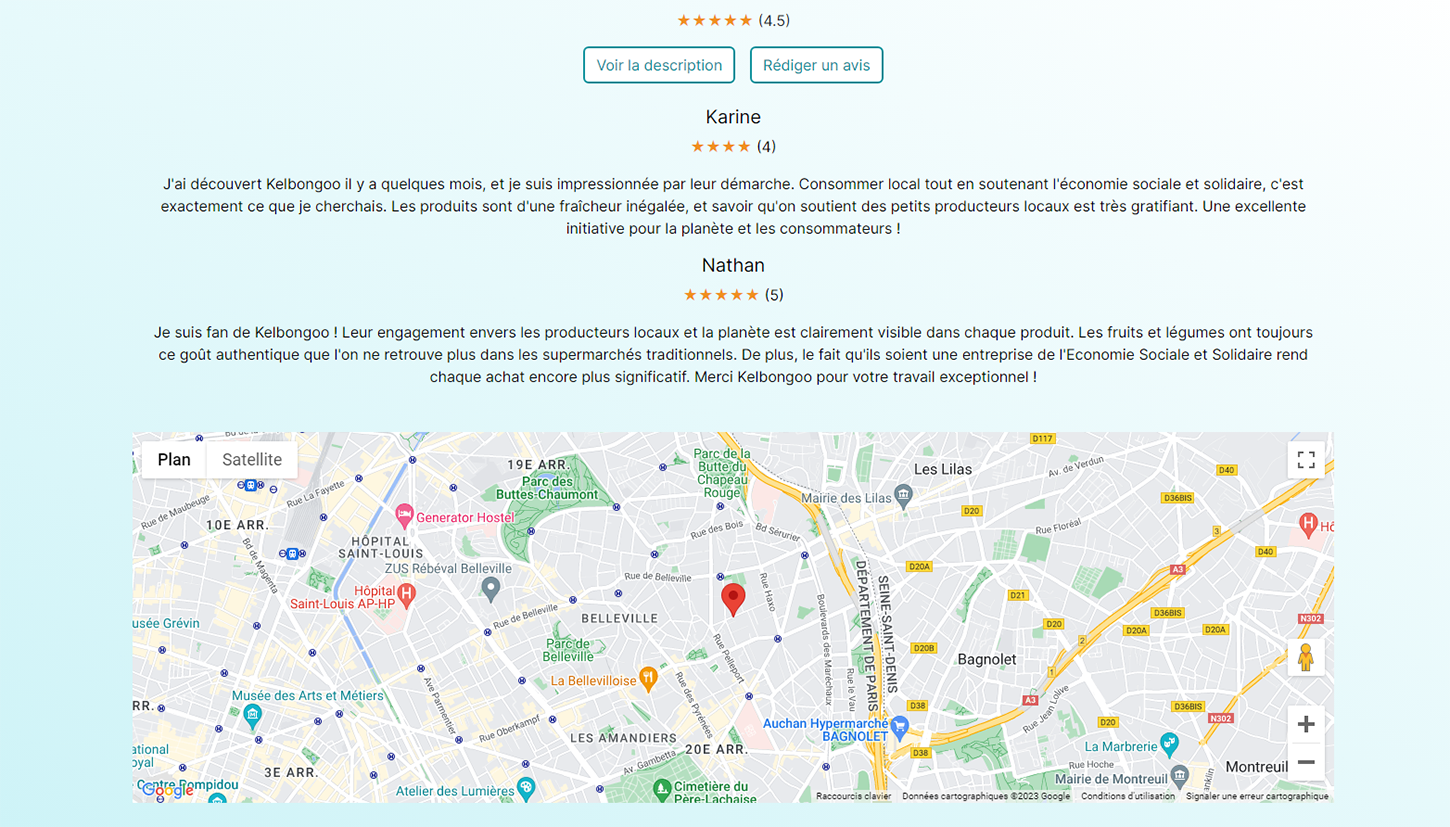 ★★★★★ (4.5)
Voir la description
Rédiger un avis
Karine
★★★★ (4)
J'ai découvert Kelbongoo il y a quelques mois, et je suis impressionnée par leur démarche. Consommer local tout en soutenant l'économie sociale et solidaire, c'est
exactement ce que je cherchais. Les produits sont d'une fraîcheur inégalée, et savoir qu'on soutient des petits producteurs locaux est très gratifiant. Une excellente
initiative pour la planète et les consommateurs !
Nathan
★★★★★ (5)
Je suis fan de Kelbongoo ! Leur engagement envers les producteurs locaux et la planète est clairement visible dans chaque produit. Les fruits et légumes ont toujours
ce goût authentique que l'on ne retrouve plus dans les supermarchés traditionnels. De plus, le fait qu'ils soient une entreprise de l'Economie Sociale et Solidaire rend
chaque achat encore plus significatif. Merci Kelbongoo pour votre travail exceptionnel !
Plan
Satellite
D117
Parc de la
Butte du
Chapeau
Rouge
19E ARR.
Parc des
Buttes-Chaumont
Les Lilas
Av. de Verdun
D40
Rue La Fayette
Rue de Maubeuge
Mairie des Lilas
D36BIS
D20
Generator Hostel
10E ARR.
Rue des Bois
Bd Sérurier
Rue Floréal
3
HÔPITAL
SAINT-LOUIS
Bd de Magenta
D40
ZUS Rébéval Belleville
Rue de Belleville
D20A
A3
Hôpital
Saint-Louis AP-HP
Rue Haxo
DÉPARTEMENT DE PARIS
SEINE-SAINT-DENIS
D21
Rue de Belleville
BELLEVILLE
Boulevards des Maréchaux
D36BIS
N302
usée Grévin
D20
D20A
D20A
Parc de
Belleville
2
D20B
Bagnolet
Rue Pelleport
1
La Bellevilloise
Rue le Vau
Musée des Arts et Métiers
Av. Parmentier
Rue des Pyrénées
A3
Rue Jean Lolive
RR.
D38
D36BIS
N302
Rue Oberkampf
Auchan Hypermarché
BAGNOLET
D20
LES AMANDIERS
20E ARR.
D38
La Marbrerie
ational
oyal
Av. Gambetta
Rue Hoche
3E ARR.
Montreuil
Mairie de Montreuil
Centre Pompidou
Google
Atelier des Lumières
Cimetière du
Père-Lachaise
Raccourcis clavier
Données cartographiques ©2023 Google
Conditions d'utilisation
Signaler une erreur cartographique